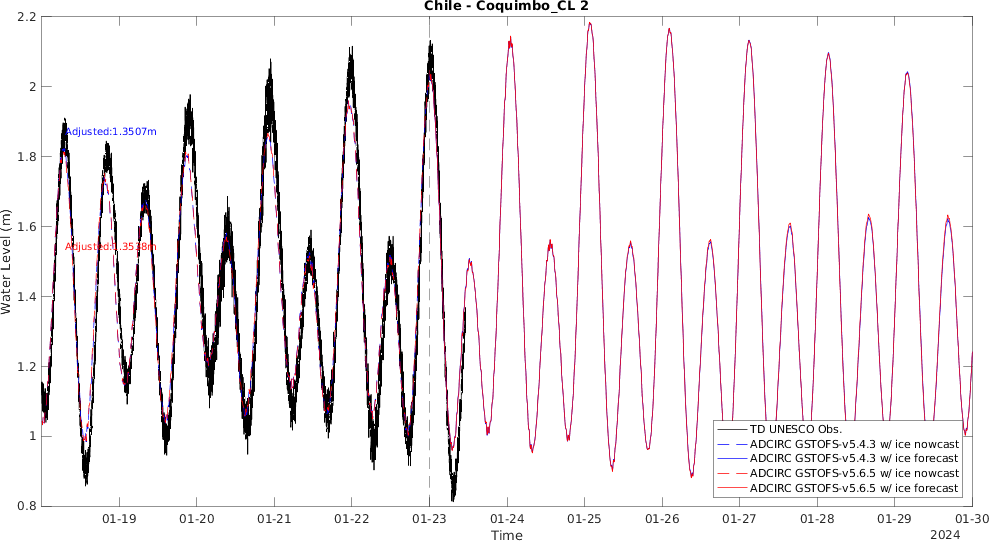 Chile - Coquimbo_CL 2
Water Level (m)
2.2
2
1.8
1.6
1.4
1.2
1
0.8
Adjusted:1.3507m
Adjusted:1.3538m
TD UNESCO Obs.
ADCIRC GSTOFS-v5.4.3 w/ ice nowcast
ADCIRC GSTOFS-v5.4.3 w/ ice forecast
ADCIRC GSTOFS-v5.6.5 w/ ice nowcast
ADCIRC GSTOFS-v5.6.5 w/ ice forecast
01-19 01-20 01-21 01-22 01-23 01-24 01-25 01-26 01-27 01-28 01-29 01-30
Time
2024